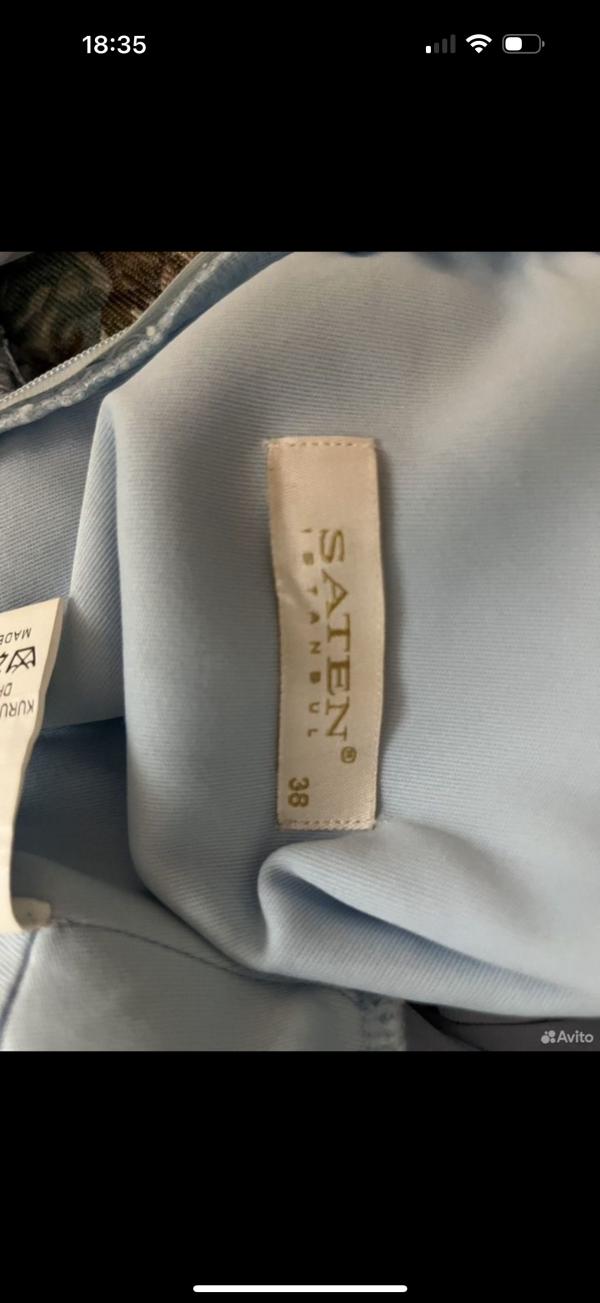 18:35
SATEN®
ISTANBUL
38
MADE
KURU
Avito